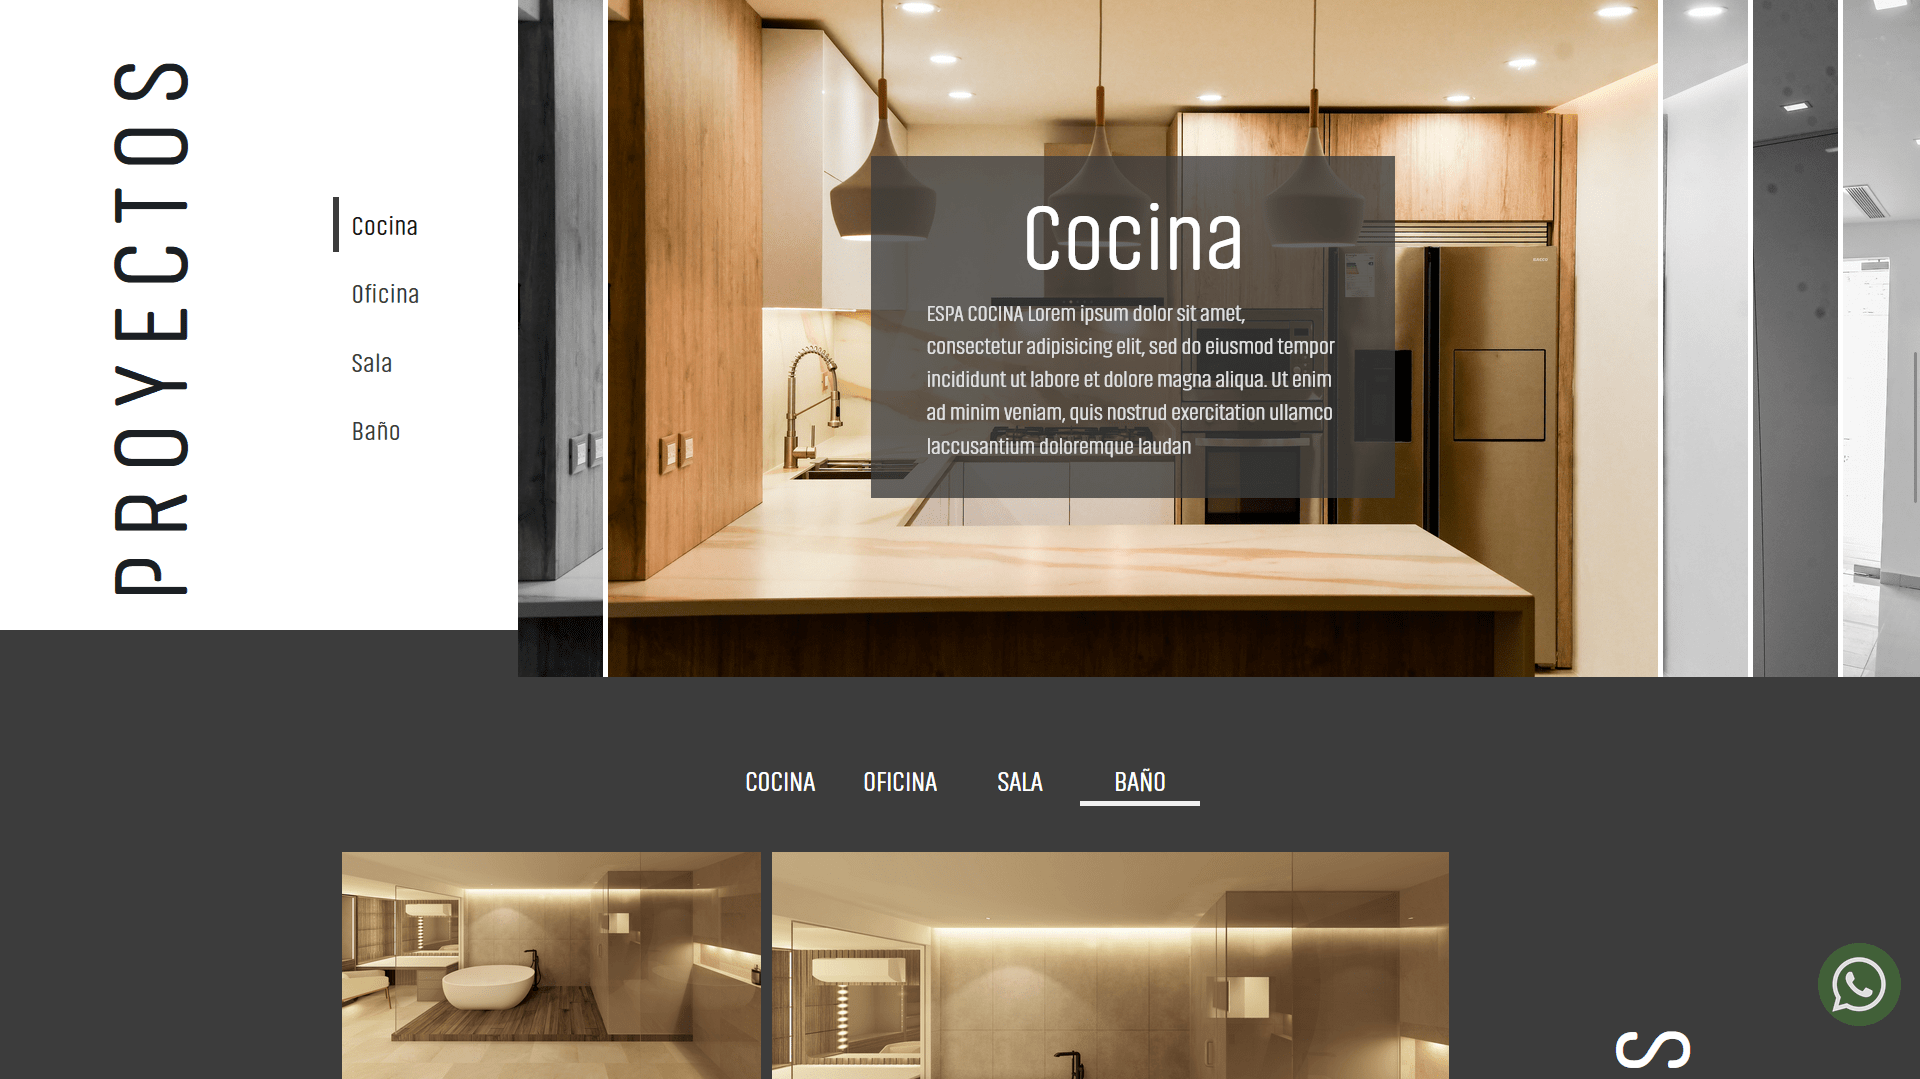 PROYECTOS
Cocina
Oficina
Sala
Baño
Cocina
ESPA COCINA Lorem ipsum dolor sit amet,
consectetur adipisicing elit, sed do eiusmod tempor
incididunt ut labore et dolore magna aliqua. Ut enim
ad minim veniam, quis nostrud exercitation ullamco
laccusantium doloremque laudan
COCINA
OFICINA
SALA
BAÑO
S